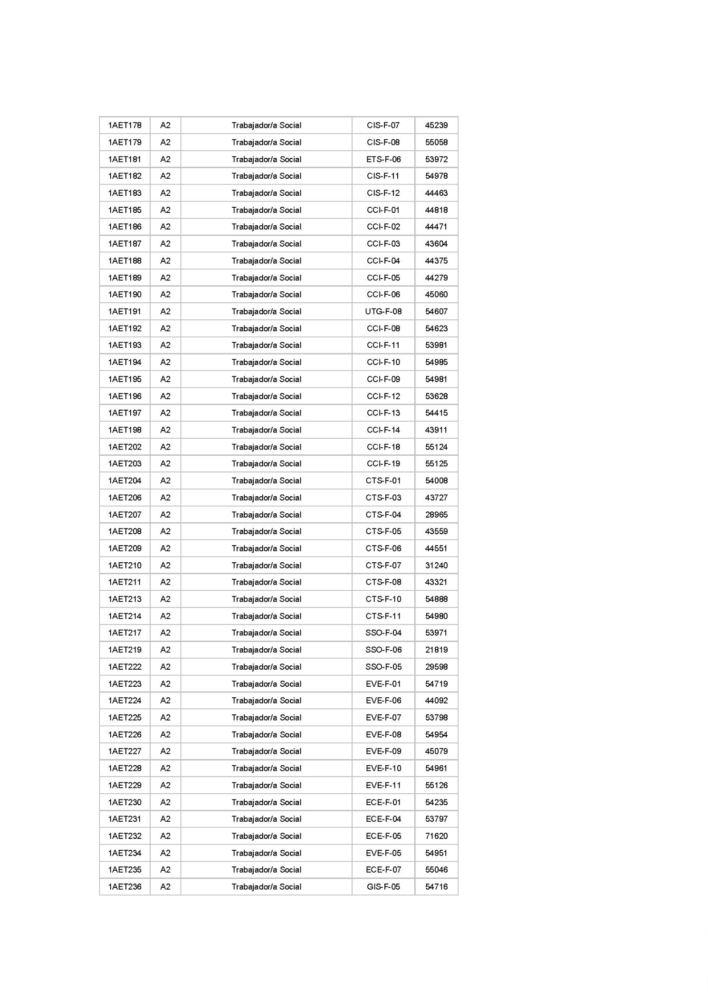 1AET178 A2 Trabajador/a Social CIS-F-07 45239
1AET179 A2 Trabajador/a Social CIS-F-08 55058
1AET181 A2 Trabajador/a Social ETS-F-06 53972
1AET182 A2 Trabajador/a Social CIS-F-11 54978
1AET183 A2 Trabajador/a Social CIS-F-12 44463
1AET185 A2 Trabajador/a Social CCI-F-01 44818
1AET186 A2 Trabajador/a Social CCI-F-02 44471
1AET187 A2 Trabajador/a Social CCI-F-03 43604
1AET188 A2 Trabajador/a Social CCI-F-04 44375
1AET189 A2 Trabajador/a Social CCI-F-05 44279
1AET190 A2 Trabajador/a Social CCI-F-06 45060
1AET191 A2 Trabajador/a Social UTG-F-08 54607
1AET192 A2 Trabajador/a Social CCI-F-08 54623
1AET193 A2 Trabajador/a Social CCI-F-11 53981
1AET194 A2 Trabajador/a Social CCI-F-10 54985
1AET195 A2 Trabajador/a Social CCI-F-09 54981
1AET196 A2 Trabajador/a Social CCI-F-12 53628
1AET197 A2 Trabajador/a Social CCI-F-13 54415
1AET198 A2 Trabajador/a Social CCI-F-14 43911
1AET202 A2 Trabajador/a Social CCI-F-18 55124
1AET203 A2 Trabajador/a Social CCI-F-19 55125
1AET204 A2 Trabajador/a Social CTS-F-01 54008
1AET206 A2 Trabajador/a Social CTS-F-03 43727
1AET207 A2 Trabajador/a Social CTS-F-04 28965
1AET208 A2 Trabajador/a Social CTS-F-05 43559
1AET209 A2 Trabajador/a Social CTS-F-06 44551
1AET210 A2 Trabajador/a Social CTS-F-07 31240
1AET211 A2 Trabajador/a Social CTS-F-08 43321
1AET213 A2 Trabajador/a Social CTS-F-10 54888
1AET214 A2 Trabajador/a Social CTS-F-11 54980
1AET217 A2 Trabajador/a Social SSO-F-04 53971
1AET219 A2 Trabajador/a Social SSO-F-06 21819
1AET222 A2 Trabajador/a Social SSO-F-05 29598
1AET223 A2 Trabajador/a Social EVE-F-01 54719
1AET224 A2 Trabajador/a Social EVE-F-06 44092
1AET225 A2 Trabajador/a Social EVE-F-07 53798
1AET226 A2 Trabajador/a Social EVE-F-08 54954
1AET227 A2 Trabajador/a Social EVE-F-09 45079
1AET228 A2 Trabajador/a Social EVE-F-10 54961
1AET229 A2 Trabajador/a Social EVE-F-11 55126
1AET230 A2 Trabajador/a Social ECE-F-01 54235
1AET231 A2 Trabajador/a Social ECE-F-04 53797
1AET232 A2 Trabajador/a Social ECE-F-05 71620
1AET234 A2 Trabajador/a Social EVE-F-05 54951
1AET235 A2 Trabajador/a Social ECE-F-07 55046
1AET236 A2 Trabajador/a Social GIS-F-05 54716